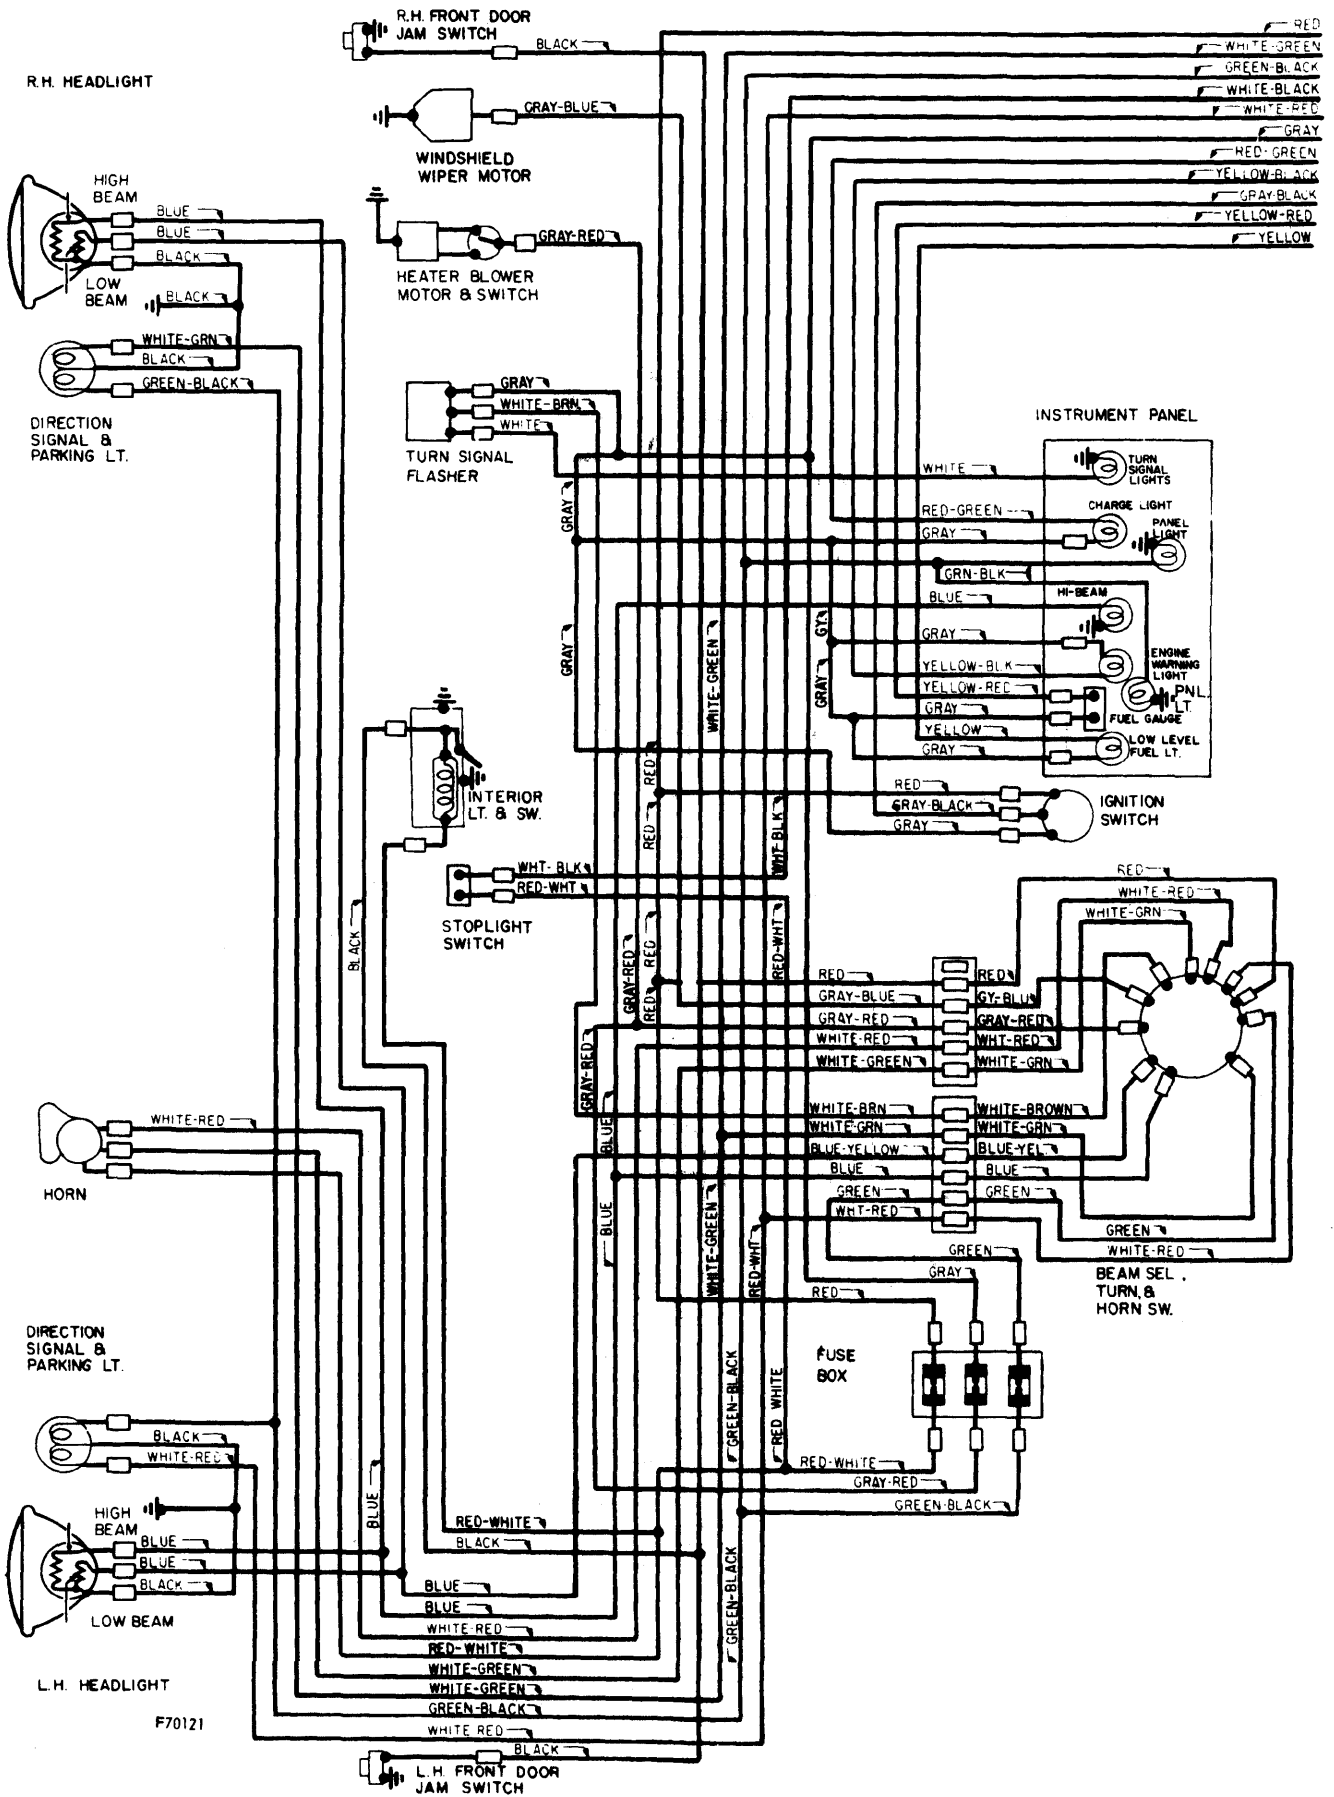 R.H. FRONT DOOR
JAM SWITCH
BLACK
RED
WHITE-GREEN
GREEN-BLACK
WHITE-BLACK
WHITE-RED
GRAY
RED-GREEN
YELLOW-BLACK
GRAY-BLACK
YELLOW-RED
YELLOW
R.H. HEADLIGHT
GRAY-BLUE
WINDSHIELD
WIPER MOTOR
HIGH
BEAM
BLUE
BLUE
BLACK
LOW
BEAM
BLACK
GRAY-RED
HEATER BLOWER
MOTOR & SWITCH
WHITE-GRN
BLACK
GREEN-BLACK
DIRECTION
SIGNAL &
PARKING LT.
GRAY
WHITE-BRN
WHITE
TURN SIGNAL
FLASHER
INSTRUMENT PANEL
WHITE
TURN
SIGNAL
LIGHTS
RED-GREEN
CHARGE LIGHT
GRAY
PANEL
LIGHT
GRAY
GRN-BLK
BLUE
HI-BEAM
GRAY
GY.
GRAY
WHITE-GREEN
YELLOW-BLK
ENGINE
WARNING
LIGHT
YELLOW-RED
PNL.
LT.
GRAY
GRAY
FUEL GAUGE
YELLOW
LOW LEVEL
FUEL LT.
GRAY
RED
RED
GRAY-BLACK
GRAY
IGNITION
SWITCH
INTERIOR
LT. & SW.
RED
WHT-BLK
WHT-BLK
RED-WHT
STOPLIGHT
SWITCH
BLACK
GRAY-RED
RED
RED
RED-WHT
RED
WHITE-RED
WHITE-GRN
RED
RED
GRAY-BLUE
GY-BLU
GRAY-RED
GRAY-RED
WHITE-RED
WHT-RED
WHITE-GREEN
WHITE-GRN
GRAY-RED
WHITE-BRN
WHITE-BROWN
WHITE-GRN
WHITE-GRN
BLUE-YELLOW
BLUE-YEL
BLUE
BLUE
GREEN
GREEN
WHT-RED
GREEN
WHITE-RED
BEAM SEL.,
TURN, &
HORN SW.
WHITE-RED
HORN
BLUE
BLUE
WHITE-GREEN
RED-WHT
GREEN
GRAY
RED
FUSE
BOX
DIRECTION
SIGNAL &
PARKING LT.
GREEN-BLACK
RED WHITE
RED-WHITE
GRAY-RED
GREEN-BLACK
BLACK
WHITE-RED
HIGH
BEAM
BLUE
BLUE
BLACK
LOW BEAM
BLUE
RED-WHITE
BLACK
BLUE
BLUE
WHITE-RED
RED-WHITE
WHITE-GREEN
WHITE-GREEN
GREEN-BLACK
WHITE RED
GREEN-BLACK
L.H. HEADLIGHT
F70121
BLACK
L.H. FRONT DOOR
JAM SWITCH